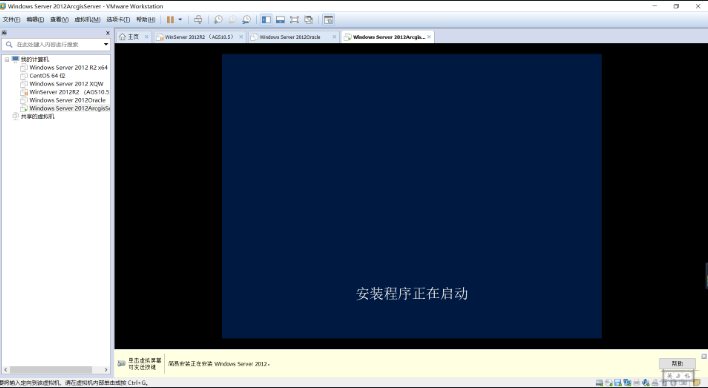 Windows Server 2012ArcgisServer - VMware Workstation
文件(F) 编辑(E) 查看(V) 虚拟机(M) 选项卡(T) 帮助(H)
库
在此处键入内容进行搜索
我的计算机
Windows Server 2012 R2 x64
CentOS 64 位
Windows Server 2012 XQW
WinServer 2012R2 （AGS10.5）
Windows Server 2012Oracle
Windows Server 2012ArcgisSe
共享的虚拟机
主页
WinServer 2012R2 （AGS10.5）
Windows Server 2012Oracle
Windows Server 2012Arcgis...
安装程序正在启动
单击虚拟屏幕
可发送按键
简易安装正在安装 Windows Server 2012。
帮助
要将输入定向到该虚拟机，请在虚拟机内部单击或按 Ctrl+G。